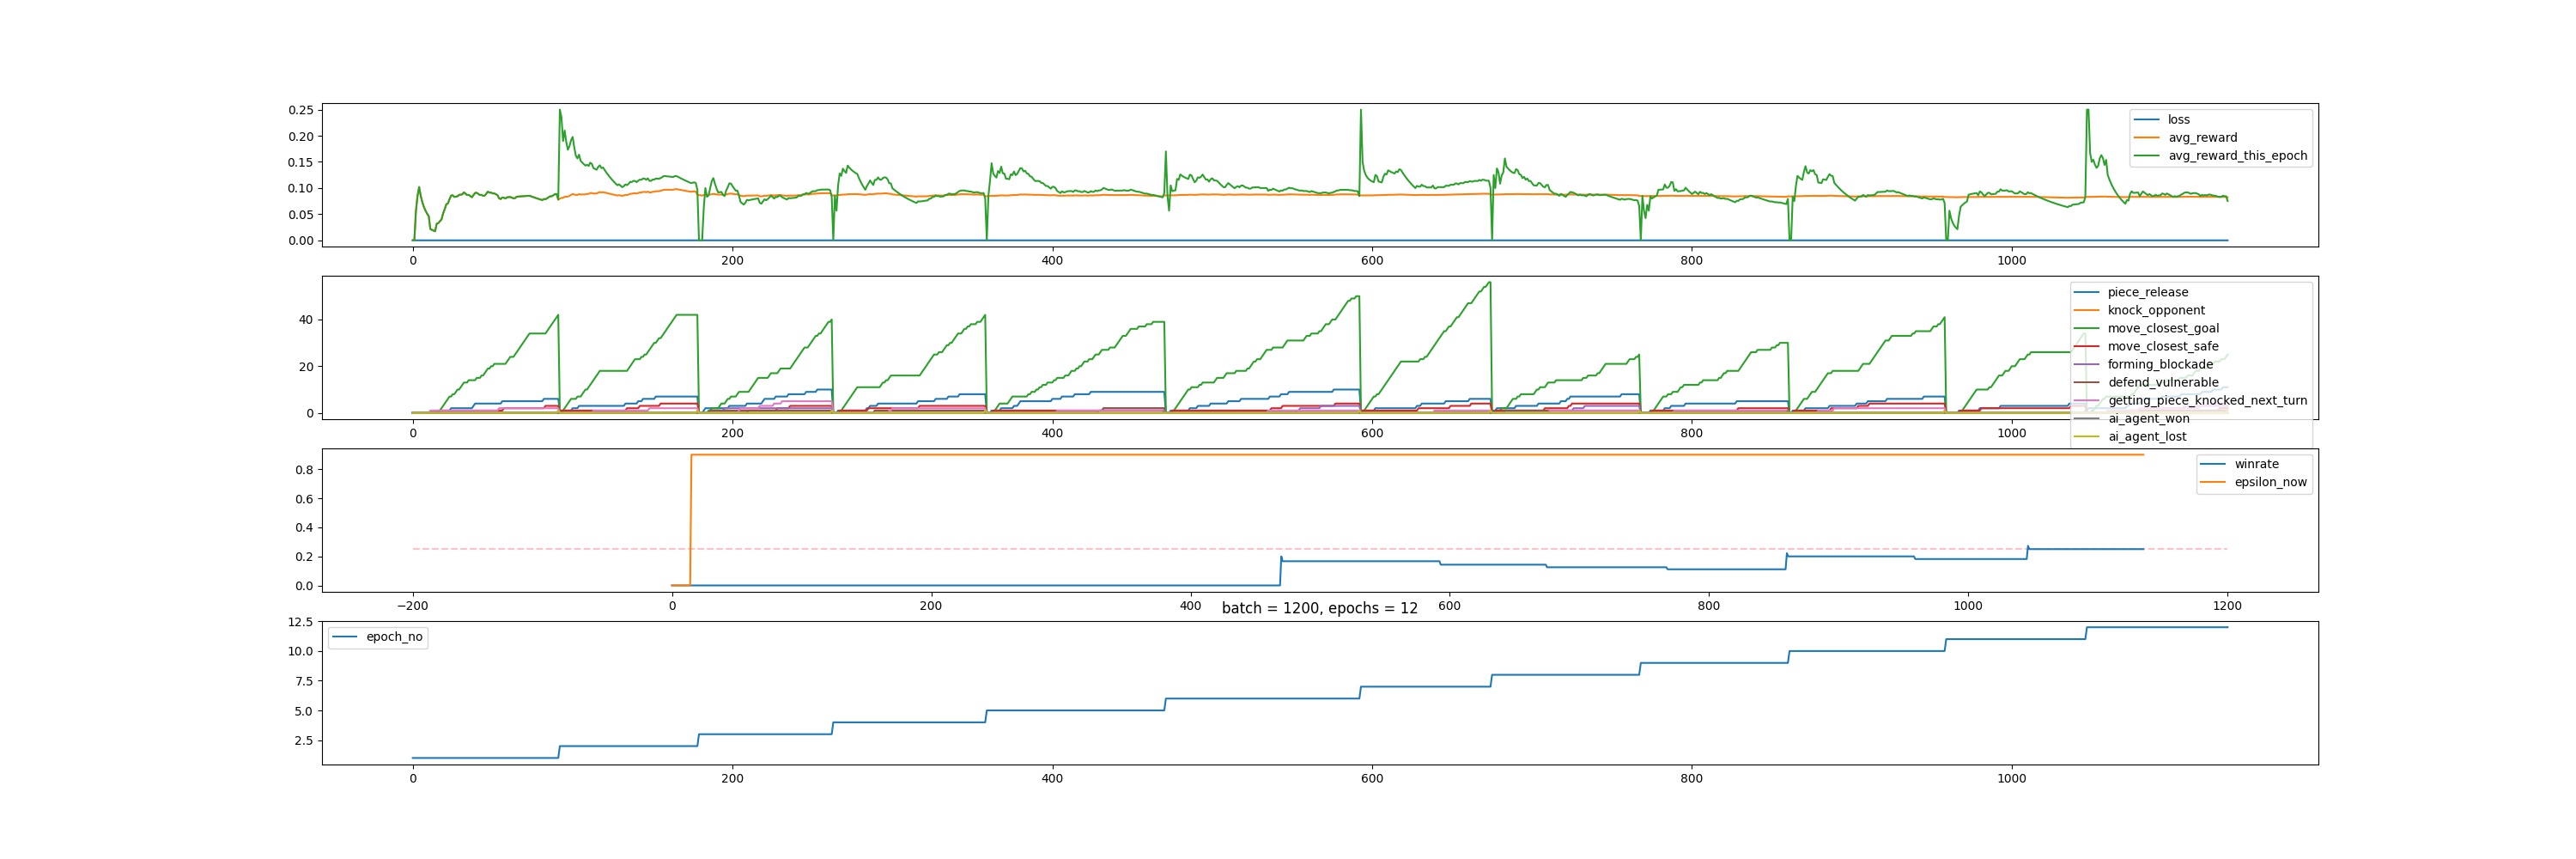 0.25
0.20
0.15
0.10
0.05
0.00
loss
avg_reward
avg_reward_this_epoch
0 200 400 600 800 1000
40
20
0
piece_release
knock_opponent
move_closest_goal
move_closest_safe
forming_blockade
defend_vulnerable
getting_piece_knocked_next_turn
ai_agent_won
ai_agent_lost
0 200 400 600 800 1000
0.8
0.6
0.4
0.2
0.0
winrate
epsilon_now
−200 0 200 400 600 800 1000 1200
batch = 1200, epochs = 12
12.5
10.0
7.5
5.0
2.5
epoch_no
0 200 400 600 800 1000